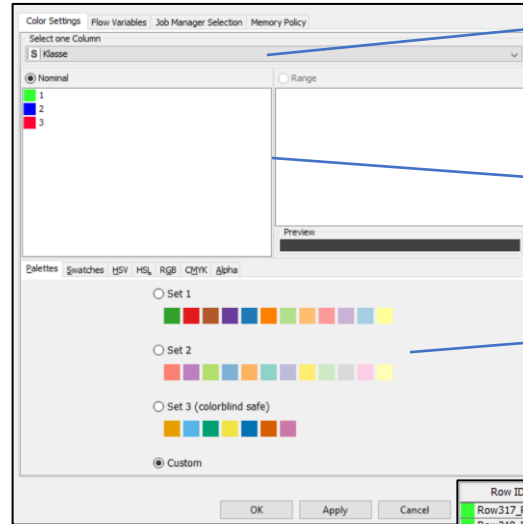 Color Settings Flow Variables Job Manager Selection Memory Policy
Select one Column
S Klasse
Nominal Range
1
2
3
Preview
Palettes Swatches HSV HSL RGB CMYK Alpha
Set 1
Set 2
Set 3 (colorblind safe)
Custom
OK Apply Cancel
Row ID